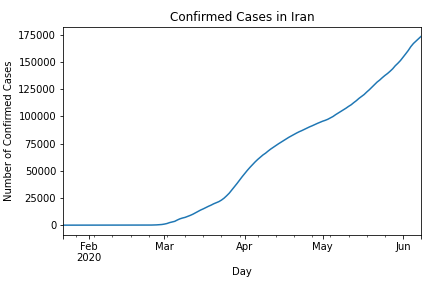 Confirmed Cases in Iran
175000
150000
125000
100000
75000
50000
25000
0
Number of Confirmed Cases
Feb
2020
Mar
Apr
May
Jun
Day